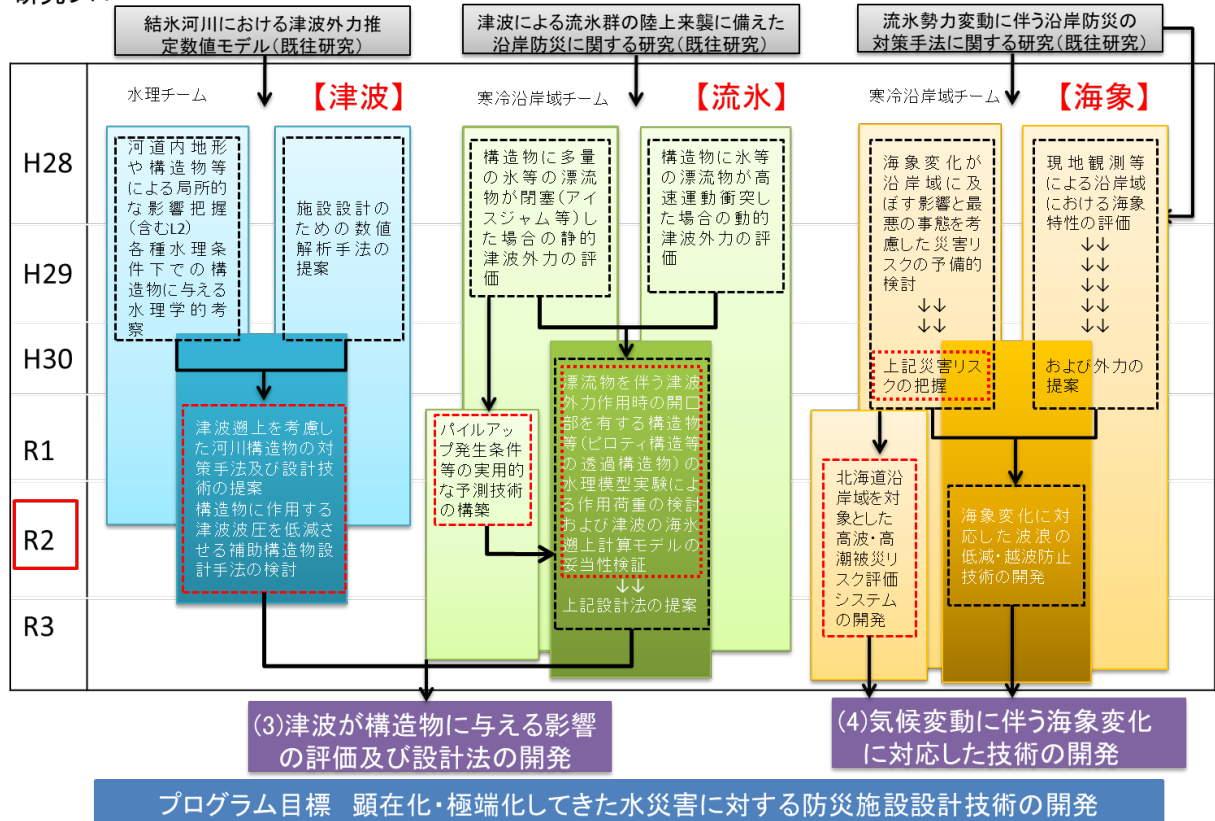 結氷河川における津波外力推
定数値モデル(既往研究)
津波による流氷群の陸上来襲に備えた
沿岸防災に関する研究(既往研究)
流氷勢力変動に伴う沿岸防災の
対策手法に関する研究(既往研究)
水理チーム
【津波】
寒冷沿岸域チーム
【流氷】
寒冷沿岸域チーム
【海象】
H28
H29
H30
R1
R2
R3
河道内地形
や構造物等
による局所的
な影響把握
(含むL2)
各種水理条
件下での構
造物に与える
水理学的考
察
施設設計の
ための数値
解析手法の
提案
津波遡上を考慮し
た河川構造物の対
策手法及び設計技
術の提案
構造物に作用する
津波波圧を低減さ
せる補助構造物設
計手法の検討
構造物に多量
の氷等の漂流
物が閉塞(アイ
スジャム等)し
た場合の静的
津波外力の評
価
構造物に氷等
の漂流物が高
速運動衝突し
た場合の動的
津波外力の評
価
パイルアッ
プ発生条件
等の実用的
な予測技術
の構築
漂流物を伴う津波
外力作用時の開口
部を有する構造物
等(ピロティ構造等
の透過構造物)の
水理模型実験によ
る作用荷重の検討
および津波の海氷
遡上計算モデルの
妥当性検証
↓↓
上記設計法の提案
海象変化が
沿岸域に及
ぼす影響と最
悪の事態を考
慮した災害リ
スクの予備的
検討
↓↓
↓↓
上記災害リス
クの把握
現地観測等
による沿岸域
における海象
特性の評価
↓↓
↓↓
↓↓
↓↓
↓↓
および外力の
提案
北海道沿
岸域を対
象とした
高波・高
潮被災リ
スク評価
システム
の開発
海象変化に対
応した波浪の
低減・越波防止
技術の開発
(3)津波が構造物に与える影響
の評価及び設計法の開発
(4)気候変動に伴う海象変化
に対応した技術の開発
プログラム目標 顕在化・極端化してきた水災害に対する防災施設設計技術の開発